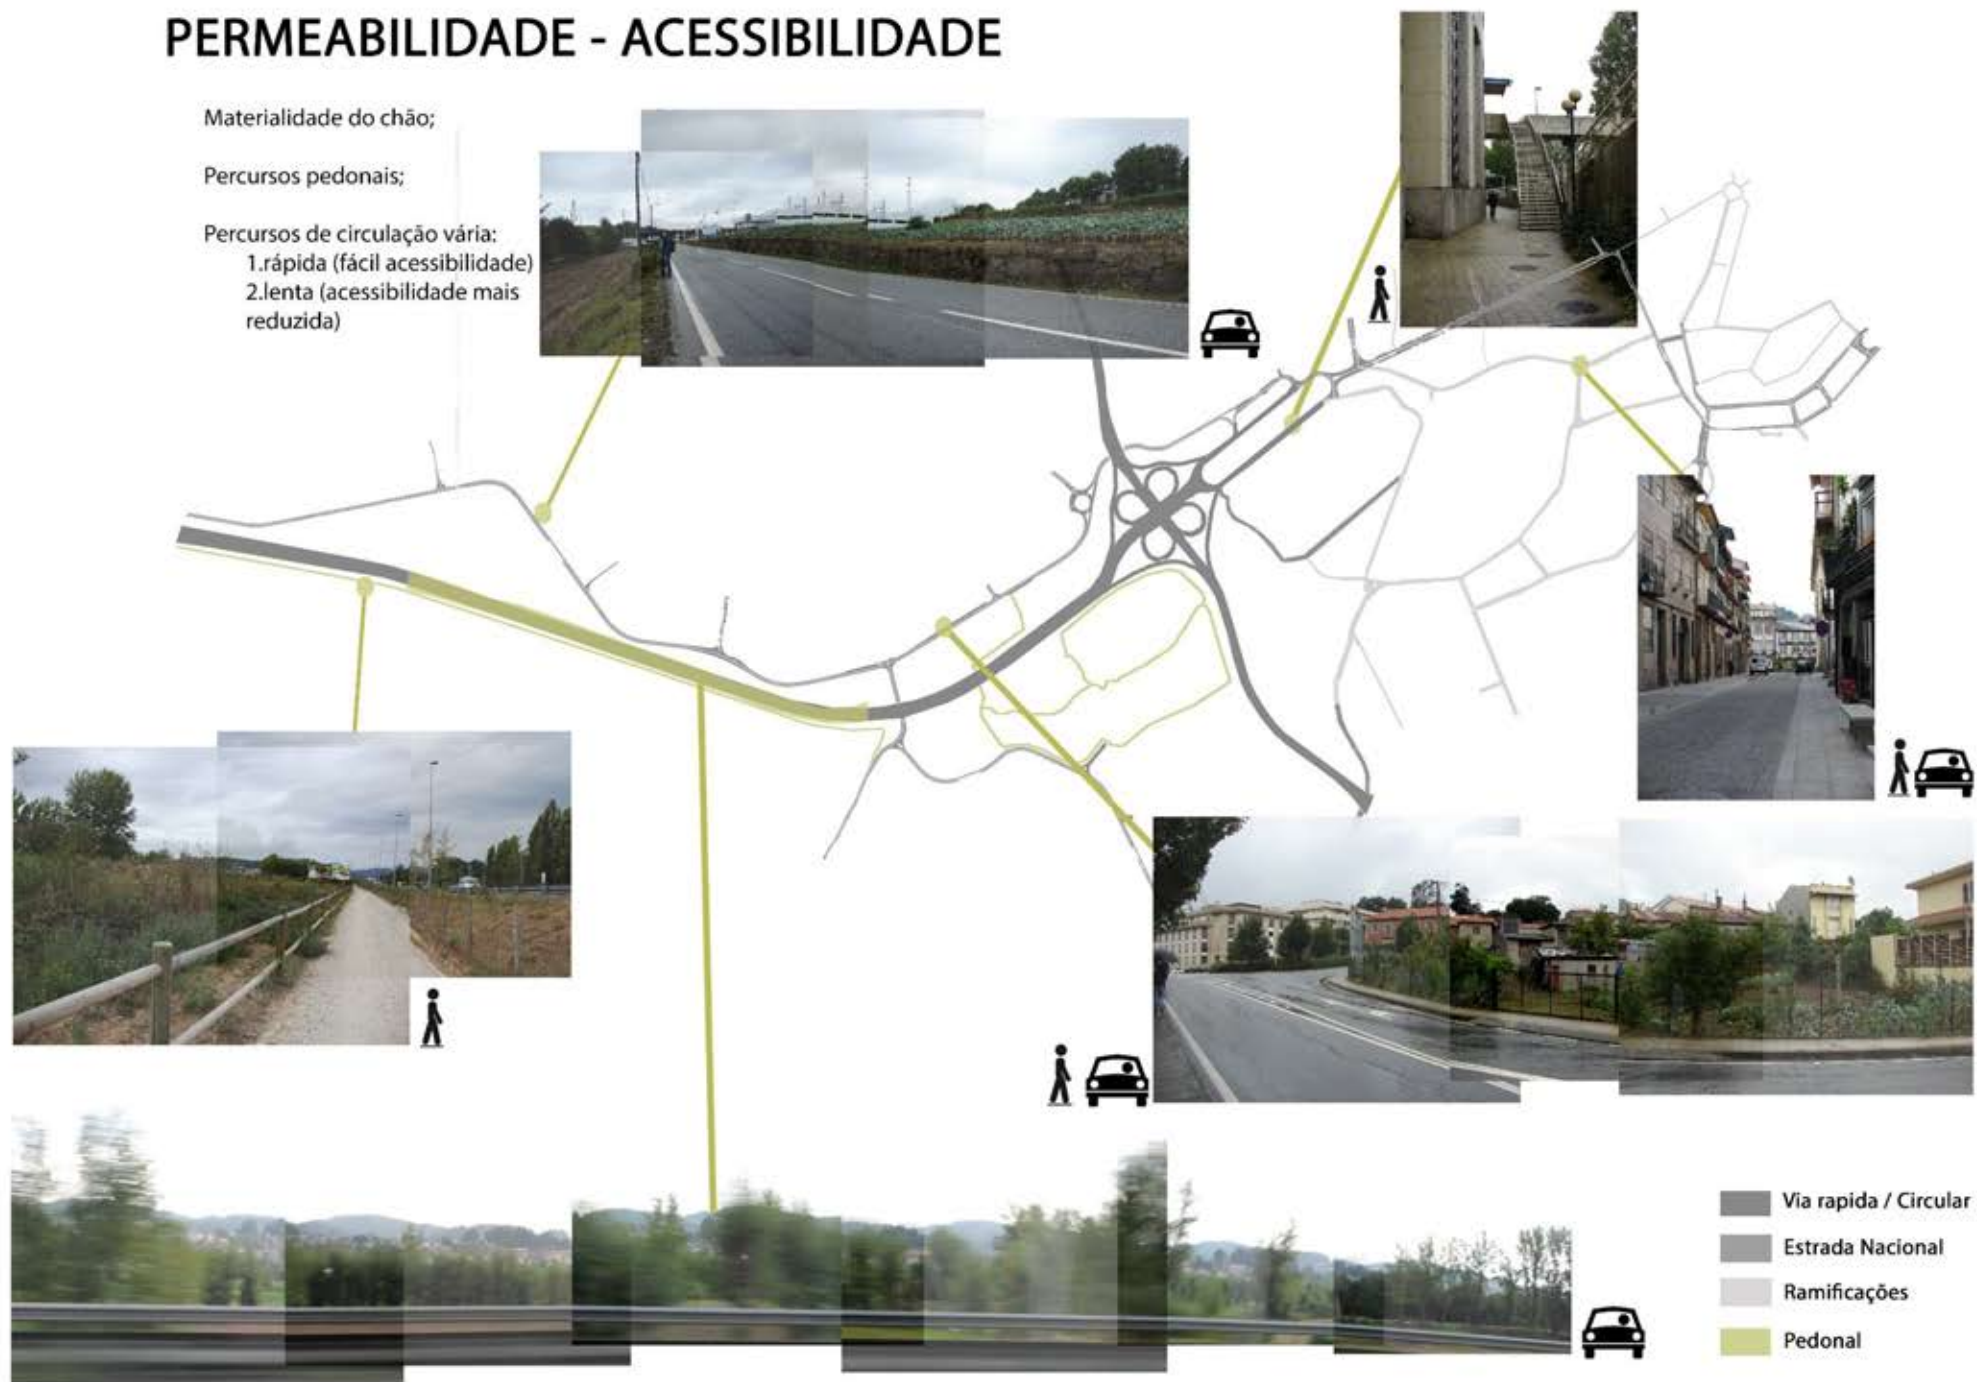 PERMEABILIDADE - ACESSIBILIDADE
Materialidade do chão;
Percursos pedonais;
Percursos de circulação vária:
1.rápida (fácil acessibilidade)
2.lenta (acessibilidade mais
reduzida)
Via rapida / Circular
Estrada Nacional
Ramificações
Pedonal